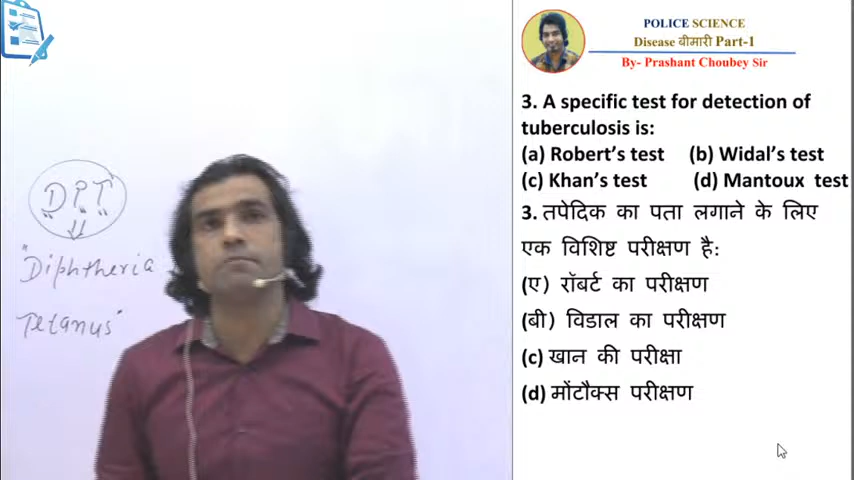 DPT
"Diphtheria
Tetanus"
POLICE SCIENCE
Disease बीमारी Part-1
By- Prashant Choubey Sir
3. A specific test for detection of
tuberculosis is:
(a) Robert's test (b) Widal's test
(c) Khan's test (d) Mantoux test
3. तपेदिक का पता लगाने के लिए
एक विशिष्ट परीक्षण है:
(ए) रॉबर्ट का परीक्षण
(बी) विडाल का परीक्षण
(c) खान की परीक्षा
(d) मोंटौक्स परीक्षण